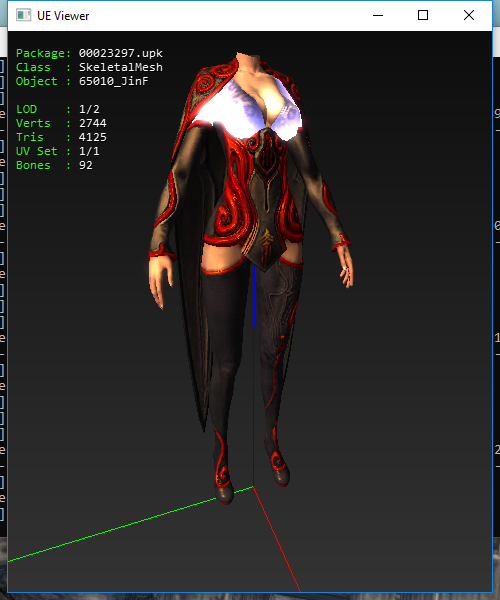 UE Viewer
Package: 00023297.upk
Class  : SkeletalMesh
Object : 65010_JinF
LOD    : 1/2
Verts  : 2744
Tris   : 4125
UV Set : 1/1
Bones  : 92